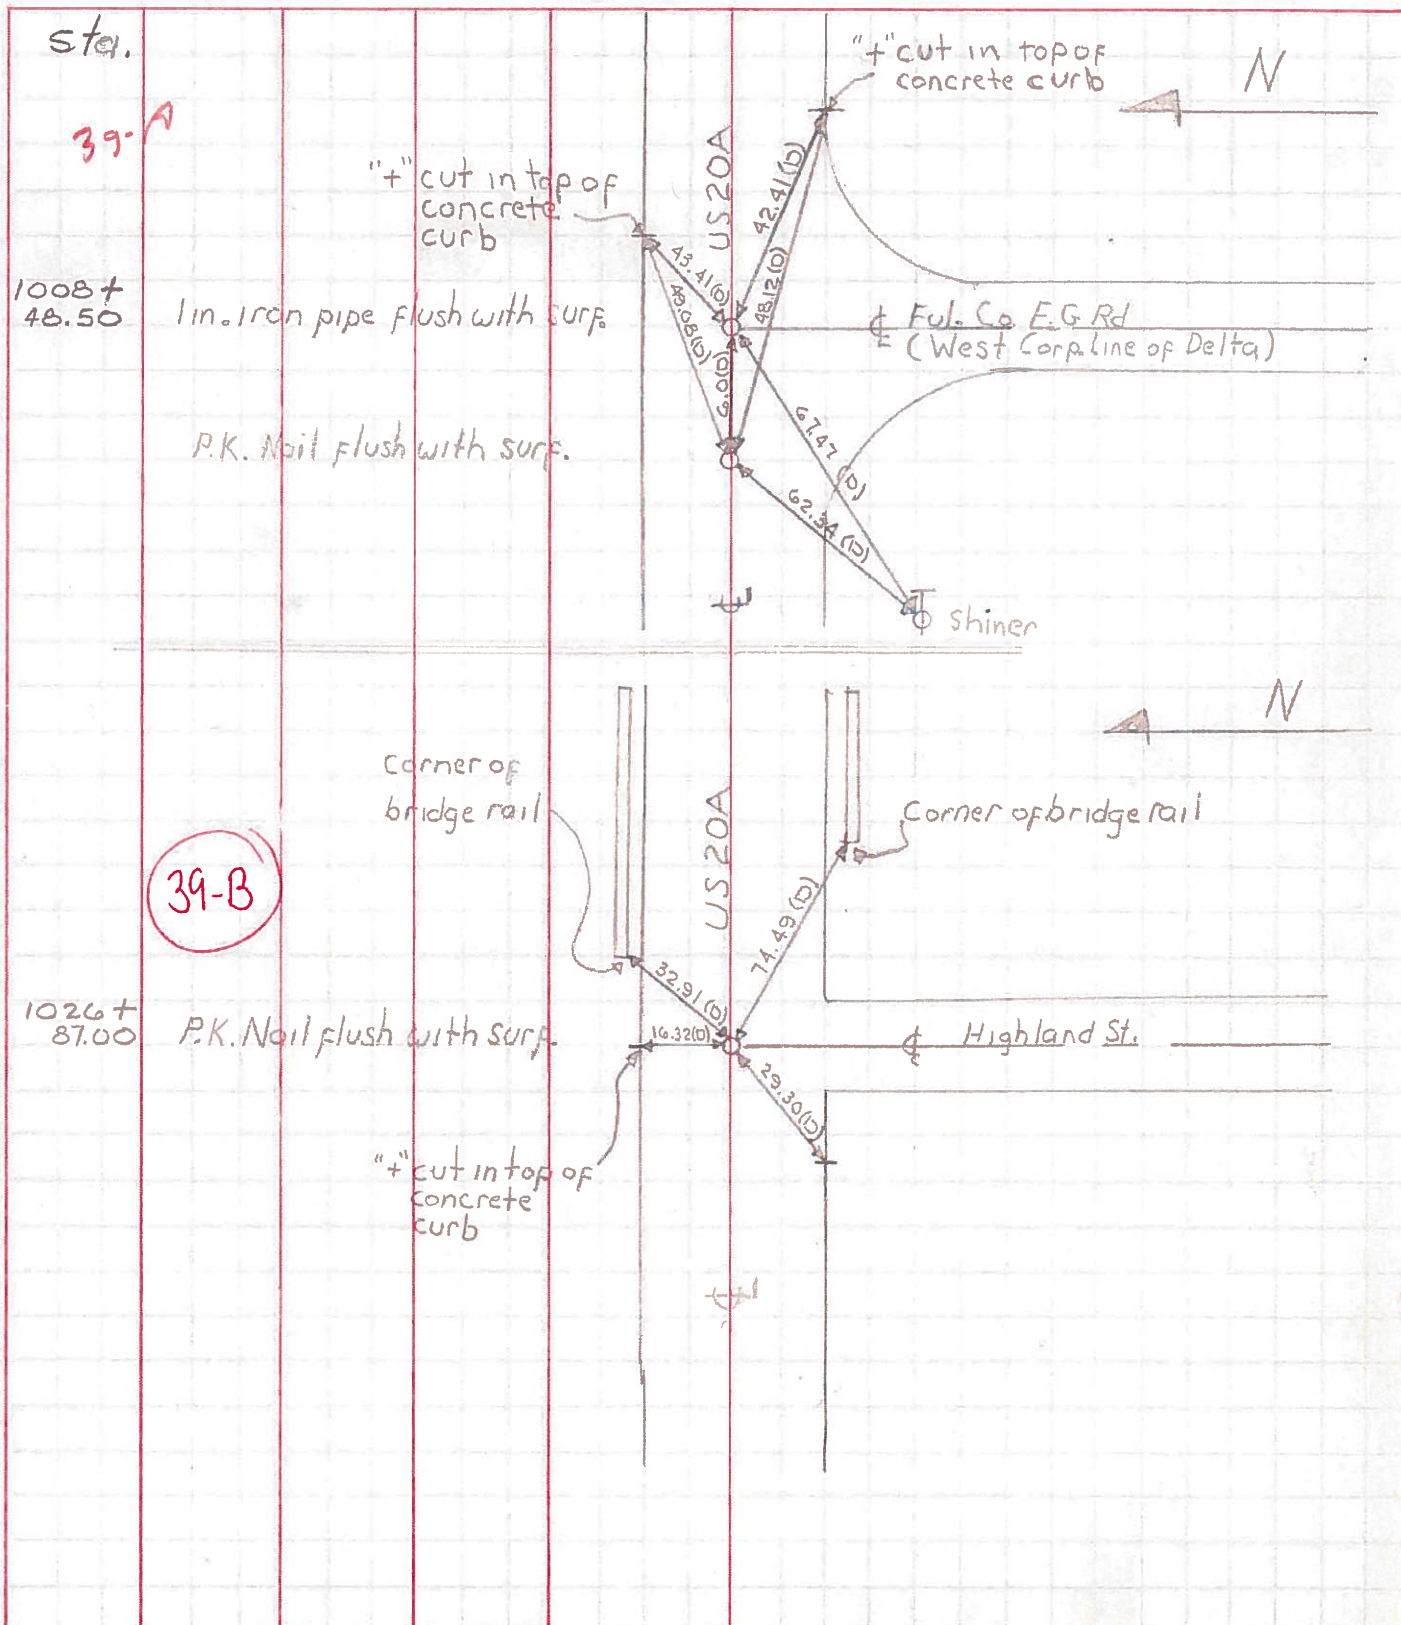 Sta.
39-A
"+" cut in top of
concrete curb
N
"+" cut in top of
concrete
curb
US 20A
42.41 (D)
43.41 (D)
48.12 (D)
1008+
48.50
1 in. iron pipe flush with surf.
6.0 (D)
℄ Ful. Co. E.G Rd
(West Corp. line of Delta)
P.K. Nail flush with surf.
67.47 (D)
62.34 (D)
Shiner
N
Corner of
bridge rail
US 20A
Corner of bridge rail
39-B
74.49 (D)
32.91 (D)
1026+
87.00
P.K. Nail flush with surf.
16.32 (D)
℄ Highland St.
29.30 (D)
"+" cut in top of
concrete
curb